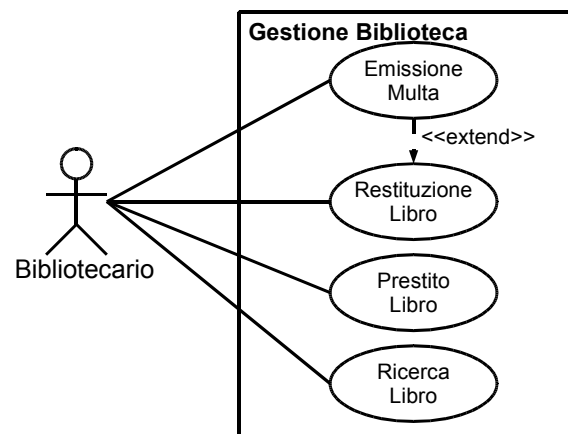 Gestione Biblioteca
Emissione
Multa
<<extend>>
Restituzione
Libro
Bibliotecario
Prestito
Libro
Ricerca
Libro